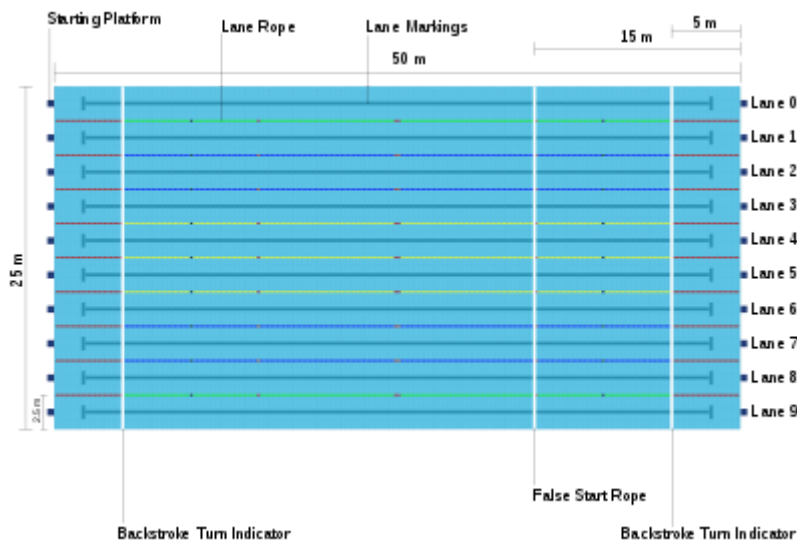 Starting Platform
Lane Rope
Lane Markings
5 m
15 m
50 m
Lane 0
Lane 1
Lane 2
Lane 3
Lane 4
25 m
Lane 5
Lane 6
Lane 7
Lane 8
2.5 m
Lane 9
False Start Rope
Backstroke Turn Indicator
Backstroke Turn Indicator